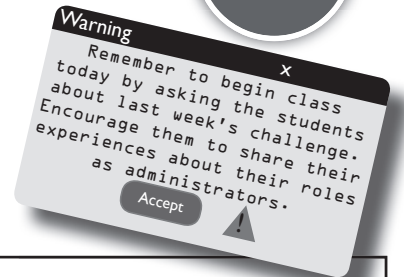 Warning
x
Remember to begin class
today by asking the students
about last week's challenge.
Encourage them to share their
experiences about their roles
as administrators.
Accept
!